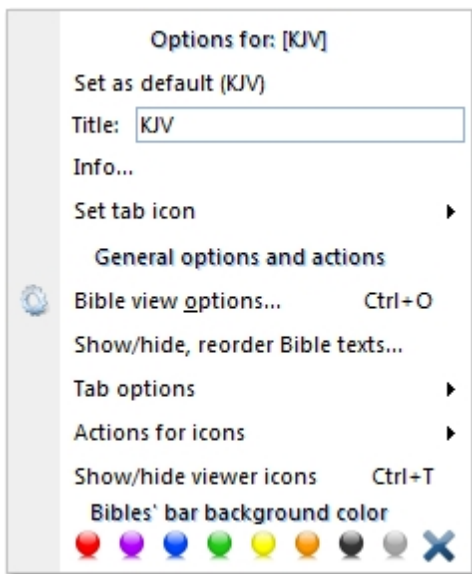 Options for: [KJV]
Set as default (KJV)
Title: KJV
Info...
Set tab icon
General options and actions
Bible view options... Ctrl+O
Show/hide, reorder Bible texts...
Tab options
Actions for icons
Show/hide viewer icons Ctrl+T
Bibles' bar background color